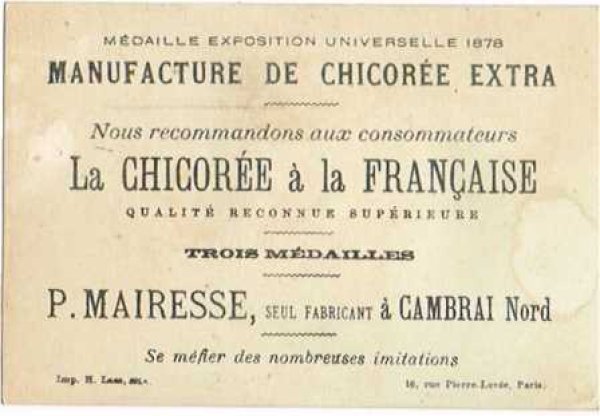 MÉDAILLE EXPOSITION UNIVERSELLE 1878
MANUFACTURE DE CHICORÉE EXTRA
Nous recommandons aux consommateurs
La CHICORÉE à la FRANÇAISE
QUALITÉ RECONNUE SUPÉRIEURE
TROIS MÉDAILLES
P. MAIRESSE, SEUL FABRICANT à CAMBRAI Nord
Se méfier des nombreuses imitations
Imp. H. 16, rue Pierre-Levée, Paris.